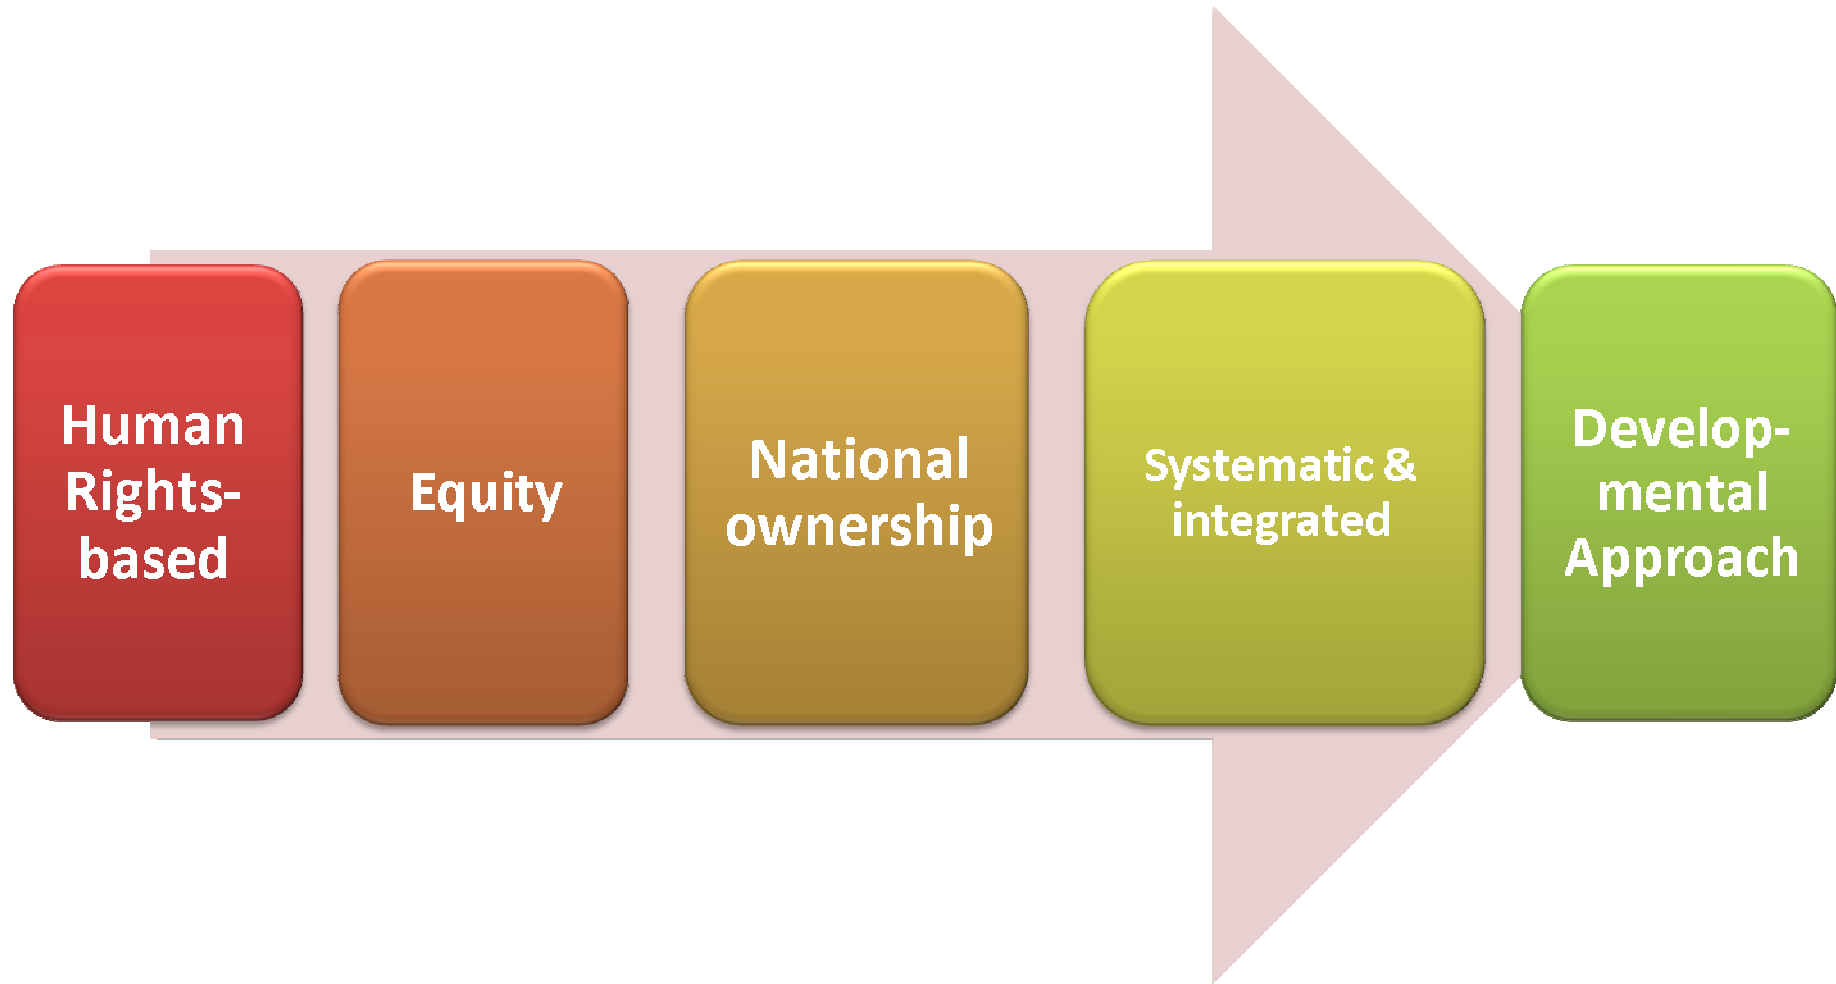 Human
Rights-
based
Equity
National
ownership
Systematic &
integrated
Develop-
mental
Approach